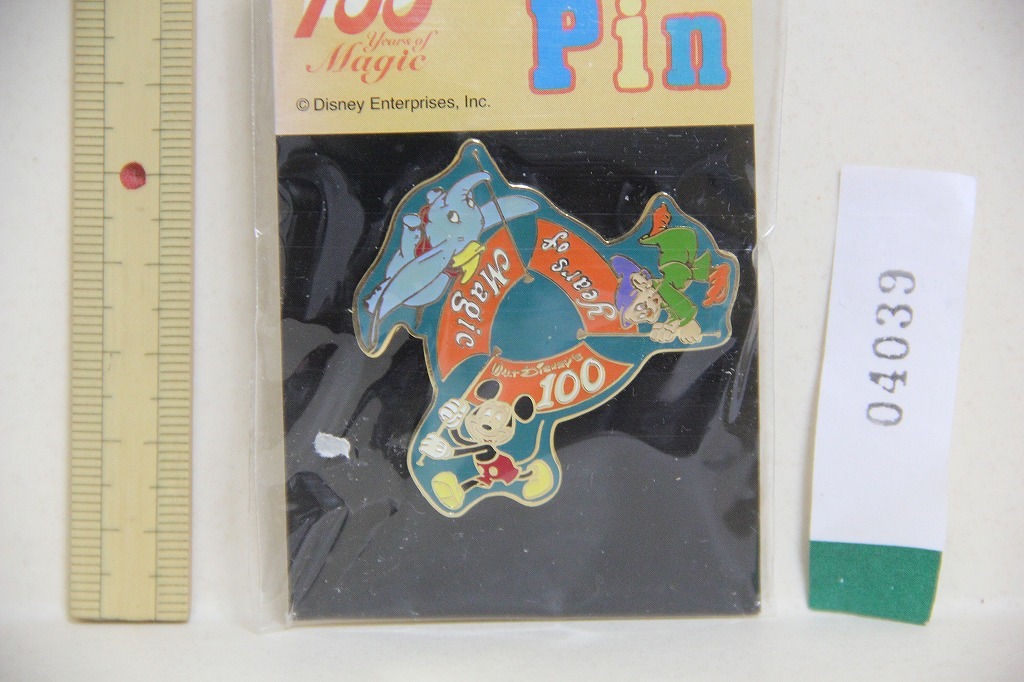 100
Years of
Magic
Pin
© Disney Enterprises, Inc.
Years of
Magic
Walt Disney's
100
04039